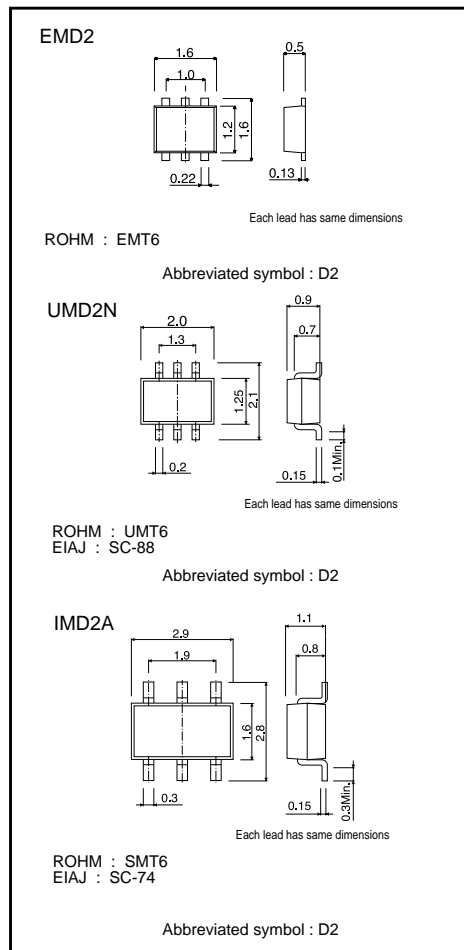 EMD2
1.6
1.0
0.5
1.2
1.6
0.22
0.13
Each lead has same dimensions
ROHM : EMT6
Abbreviated symbol : D2
UMD2N
2.0
1.3
0.9
0.7
1.25
2.1
0.2
0.15
0.1Min.
Each lead has same dimensions
ROHM : UMT6
EIAJ : SC-88
Abbreviated symbol : D2
IMD2A
2.9
1.9
1.1
0.8
1.6
2.8
0.3
0.15
0.3Min.
Each lead has same dimensions
ROHM : SMT6
EIAJ : SC-74
Abbreviated symbol : D2